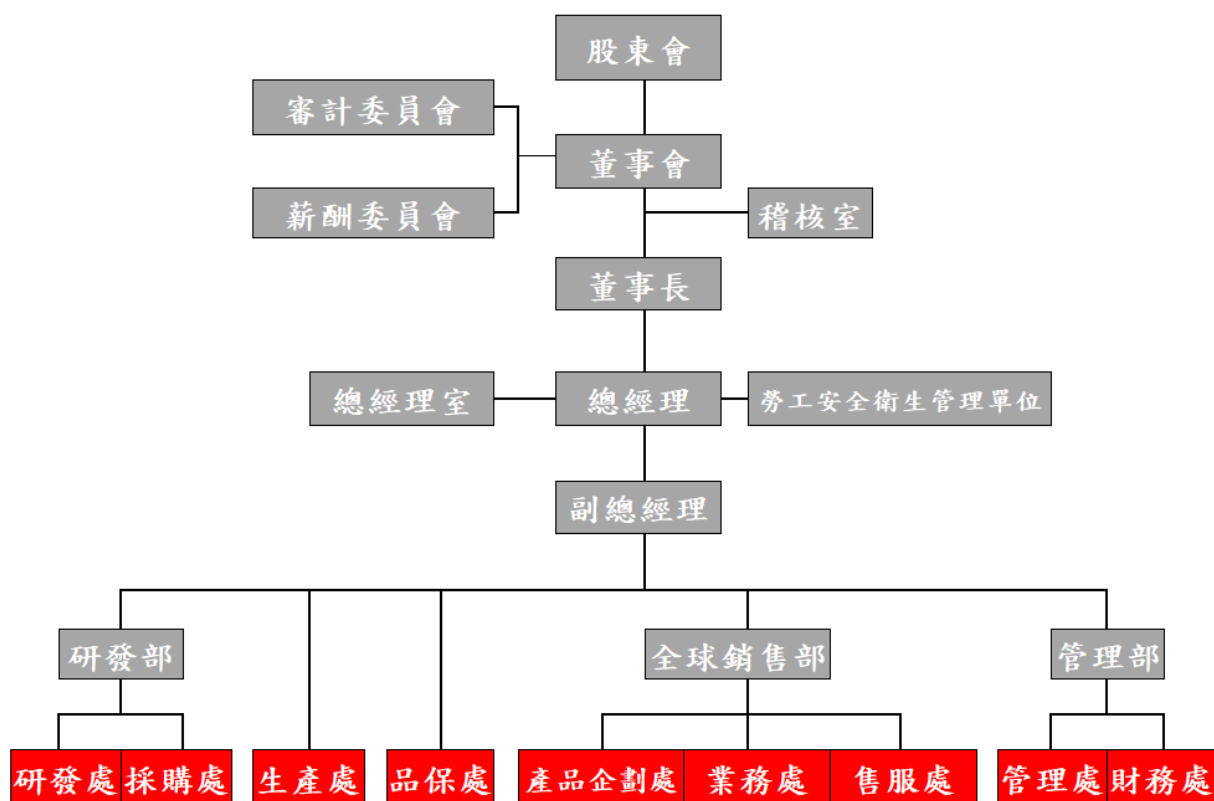 股東會
審計委員會
董事會
薪酬委員會
稽核室
董事長
總經理室
總經理
勞工安全衛生管理單位
副總經理
研發部
全球銷售部
管理部
研發處
採購處
生產處
品保處
產品企劃處
業務處
售服處
管理處
財務處